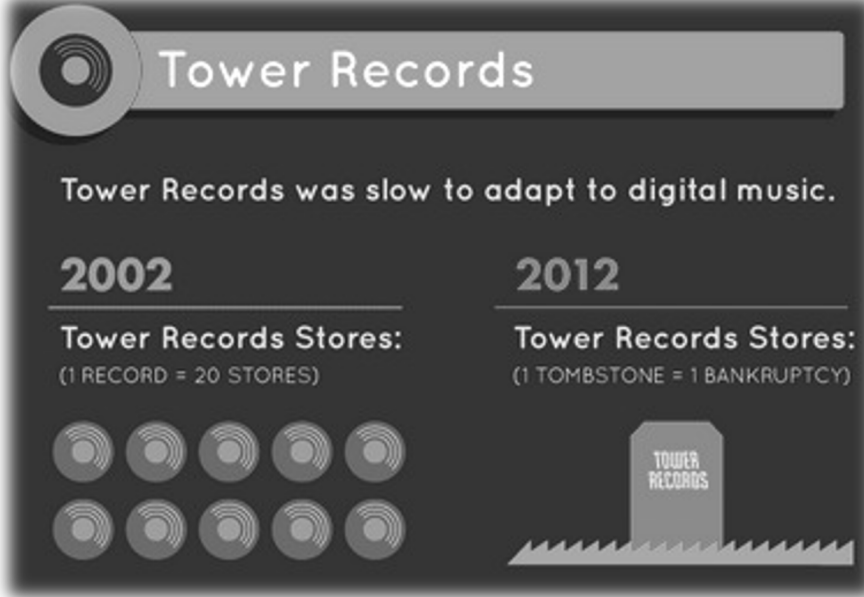 Tower Records
Tower Records was slow to adapt to digital music.
2002
Tower Records Stores:
(1 RECORD = 20 STORES)
2012
Tower Records Stores:
(1 TOMBSTONE = 1 BANKRUPTCY)
TOWER
RECORDS